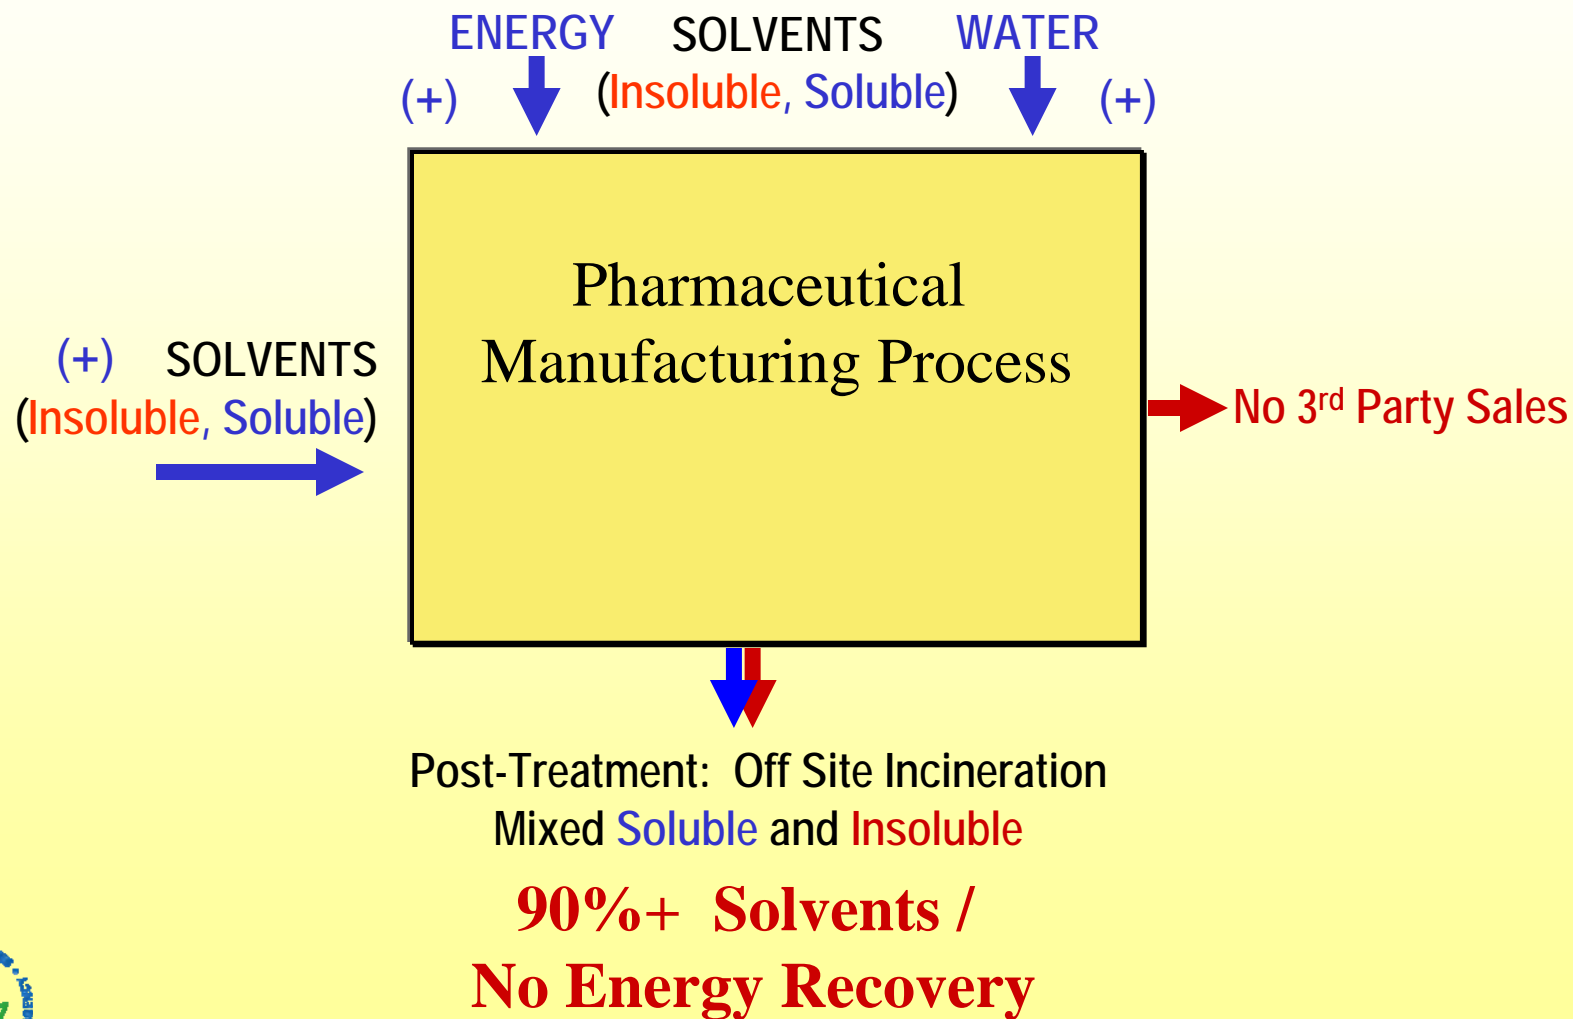 ENERGY SOLVENTS WATER
(+) (Insoluble, Soluble) (+)
Pharmaceutical
Manufacturing Process
(+) SOLVENTS
(Insoluble, Soluble)
No 3rd Party Sales
Post-Treatment: Off Site Incineration
Mixed Soluble and Insoluble
90%+ Solvents /
No Energy Recovery